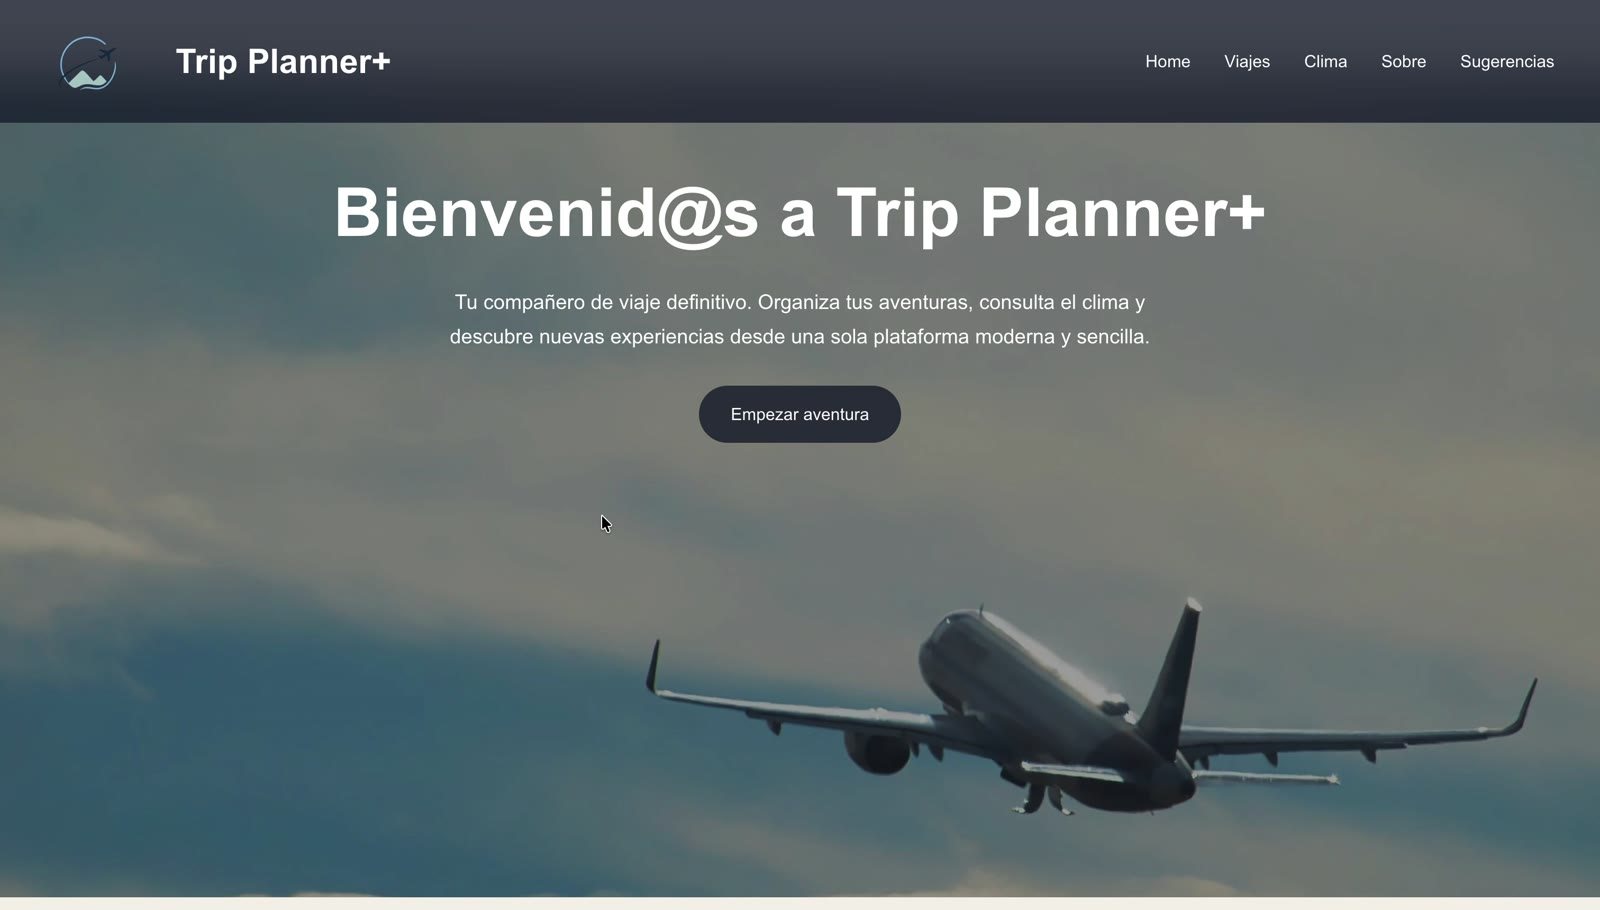 Trip Planner+
Home
Viajes
Clima
Sobre
Sugerencias
Bienvenid@s a Trip Planner+
Tu compañero de viaje definitivo. Organiza tus aventuras, consulta el clima y
descubre nuevas experiencias desde una sola plataforma moderna y sencilla.
Empezar aventura